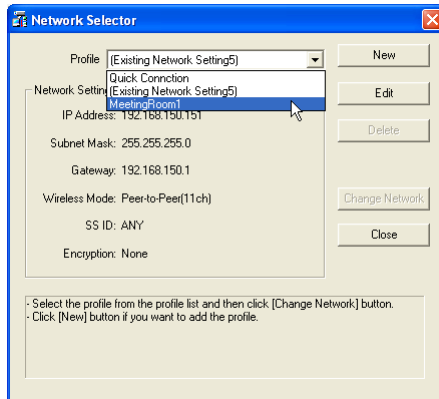 Network Selector
Profile (Existing Network Setting5)
Quick Connction
(Existing Network Setting5)
MeetingRoom1
New
Edit
Delete
Change Network
Close
Network Settin
IP Address: 192.168.150.151
Subnet Mask: 255.255.255.0
Gateway: 192.168.150.1
Wireless Mode: Peer-to-Peer(11ch)
SS ID: ANY
Encryption: None
- Select the profile from the profile list and then click [Change Network] button.
- Click [New] button if you want to add the profile.